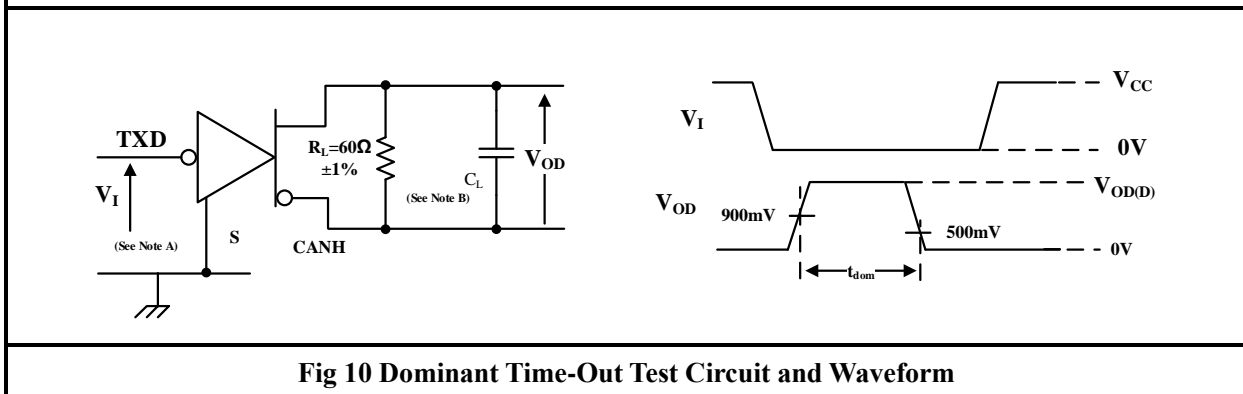 TXD
V_I
(See Note A)
S
CANH
R_L=60Ω
±1%
(See Note B)
C_L
V_OD
V_I
V_CC
0V
V_OD
900mV
V_OD(D)
500mV
0V
t_dom
Fig 10 Dominant Time-Out Test Circuit and Waveform